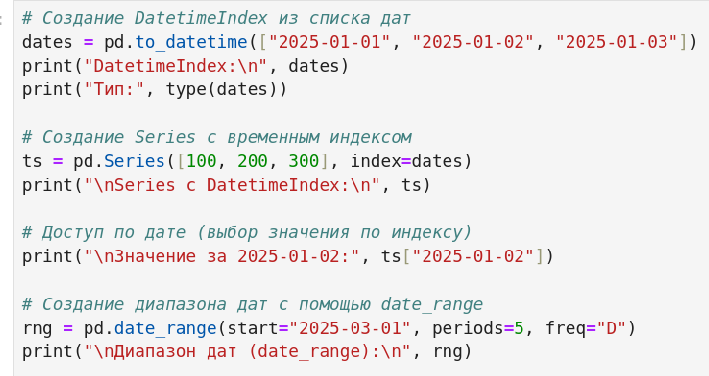 # Создание DatetimeIndex из списка дат
dates = pd.to_datetime(["2025-01-01", "2025-01-02", "2025-01-03"])
print("DatetimeIndex:\n", dates)
print("Тип:", type(dates))
# Создание Series с временным индексом
ts = pd.Series([100, 200, 300], index=dates)
print("\nSeries с DatetimeIndex:\n", ts)
# Доступ по дате (выбор значения по индексу)
print("\nЗначение за 2025-01-02:", ts["2025-01-02"])
# Создание диапазона дат с помощью date_range
rng = pd.date_range(start="2025-03-01", periods=5, freq="D")
print("\nДиапазон дат (date_range):\n", rng)